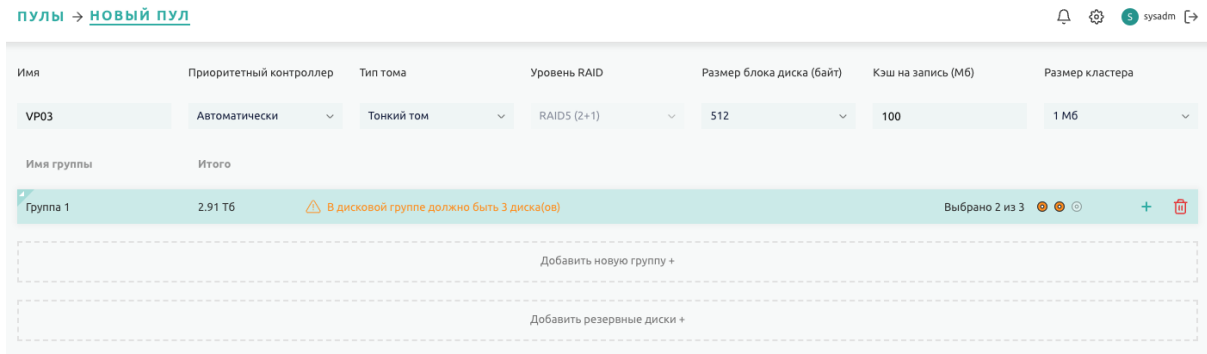 ПУЛЫ → НОВЫЙ ПУЛ
S sysadm
Имя Приоритетный контроллер Тип тома Уровень RAID Размер блока диска (байт) Кэш на запись (Мб) Размер кластера
VP03 Автоматически Тонкий том RAID5 (2+1) 512 100 1 Мб
Имя группы Итого
Группа 1 2.91 Тб В дисковой группе должно быть 3 диска(ов) Выбрано 2 из 3 +
Добавить новую группу +
Добавить резервные диски +